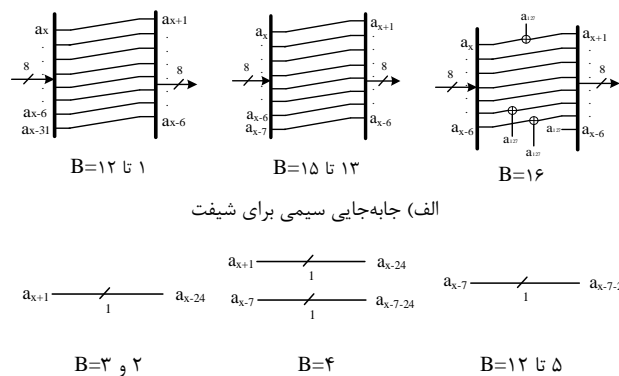 aₓ aₓ₊₁ aₓ aₓ₊₁ aₓ a₁₂₇ aₓ₊₁
8 8 8 8 8 8
aₓ₋₆ aₓ₋₆ aₓ₋₆
aₓ₋₃₁ aₓ₋₆ aₓ₋₇ aₓ₋₆ aₓ₋₆ a₁₂₇ a₁₂₇
B=۱ تا ۱۲ B=۱۳ تا ۱۵ B=۱۶
الف) جابه‌جایی سیمی برای شیفت
aₓ₊₁ 1 aₓ₋₂₄
aₓ₊₁ 1 aₓ₋₂₄
aₓ₋₇ 1 aₓ₋₇₋₂₄
aₓ₋₇ 1
B=۲ و ۳ B=۴ B=۵ تا ۱۲